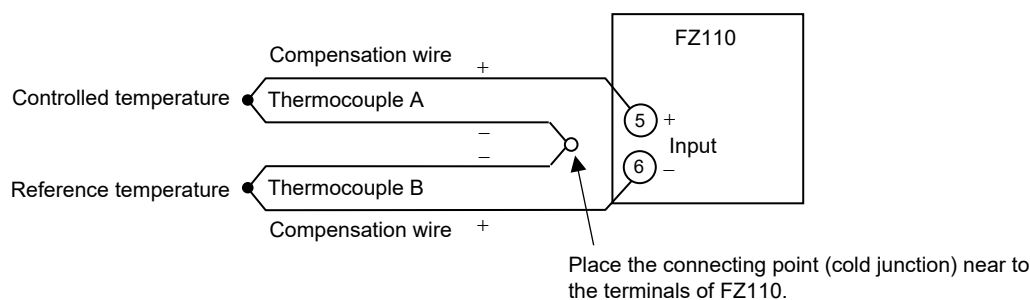 FZ110
Compensation wire
+
Controlled temperature
Thermocouple A
5 +
−
Input
−
6 −
Reference temperature
Thermocouple B
Compensation wire +
Place the connecting point (cold junction) near to
the terminals of FZ110.